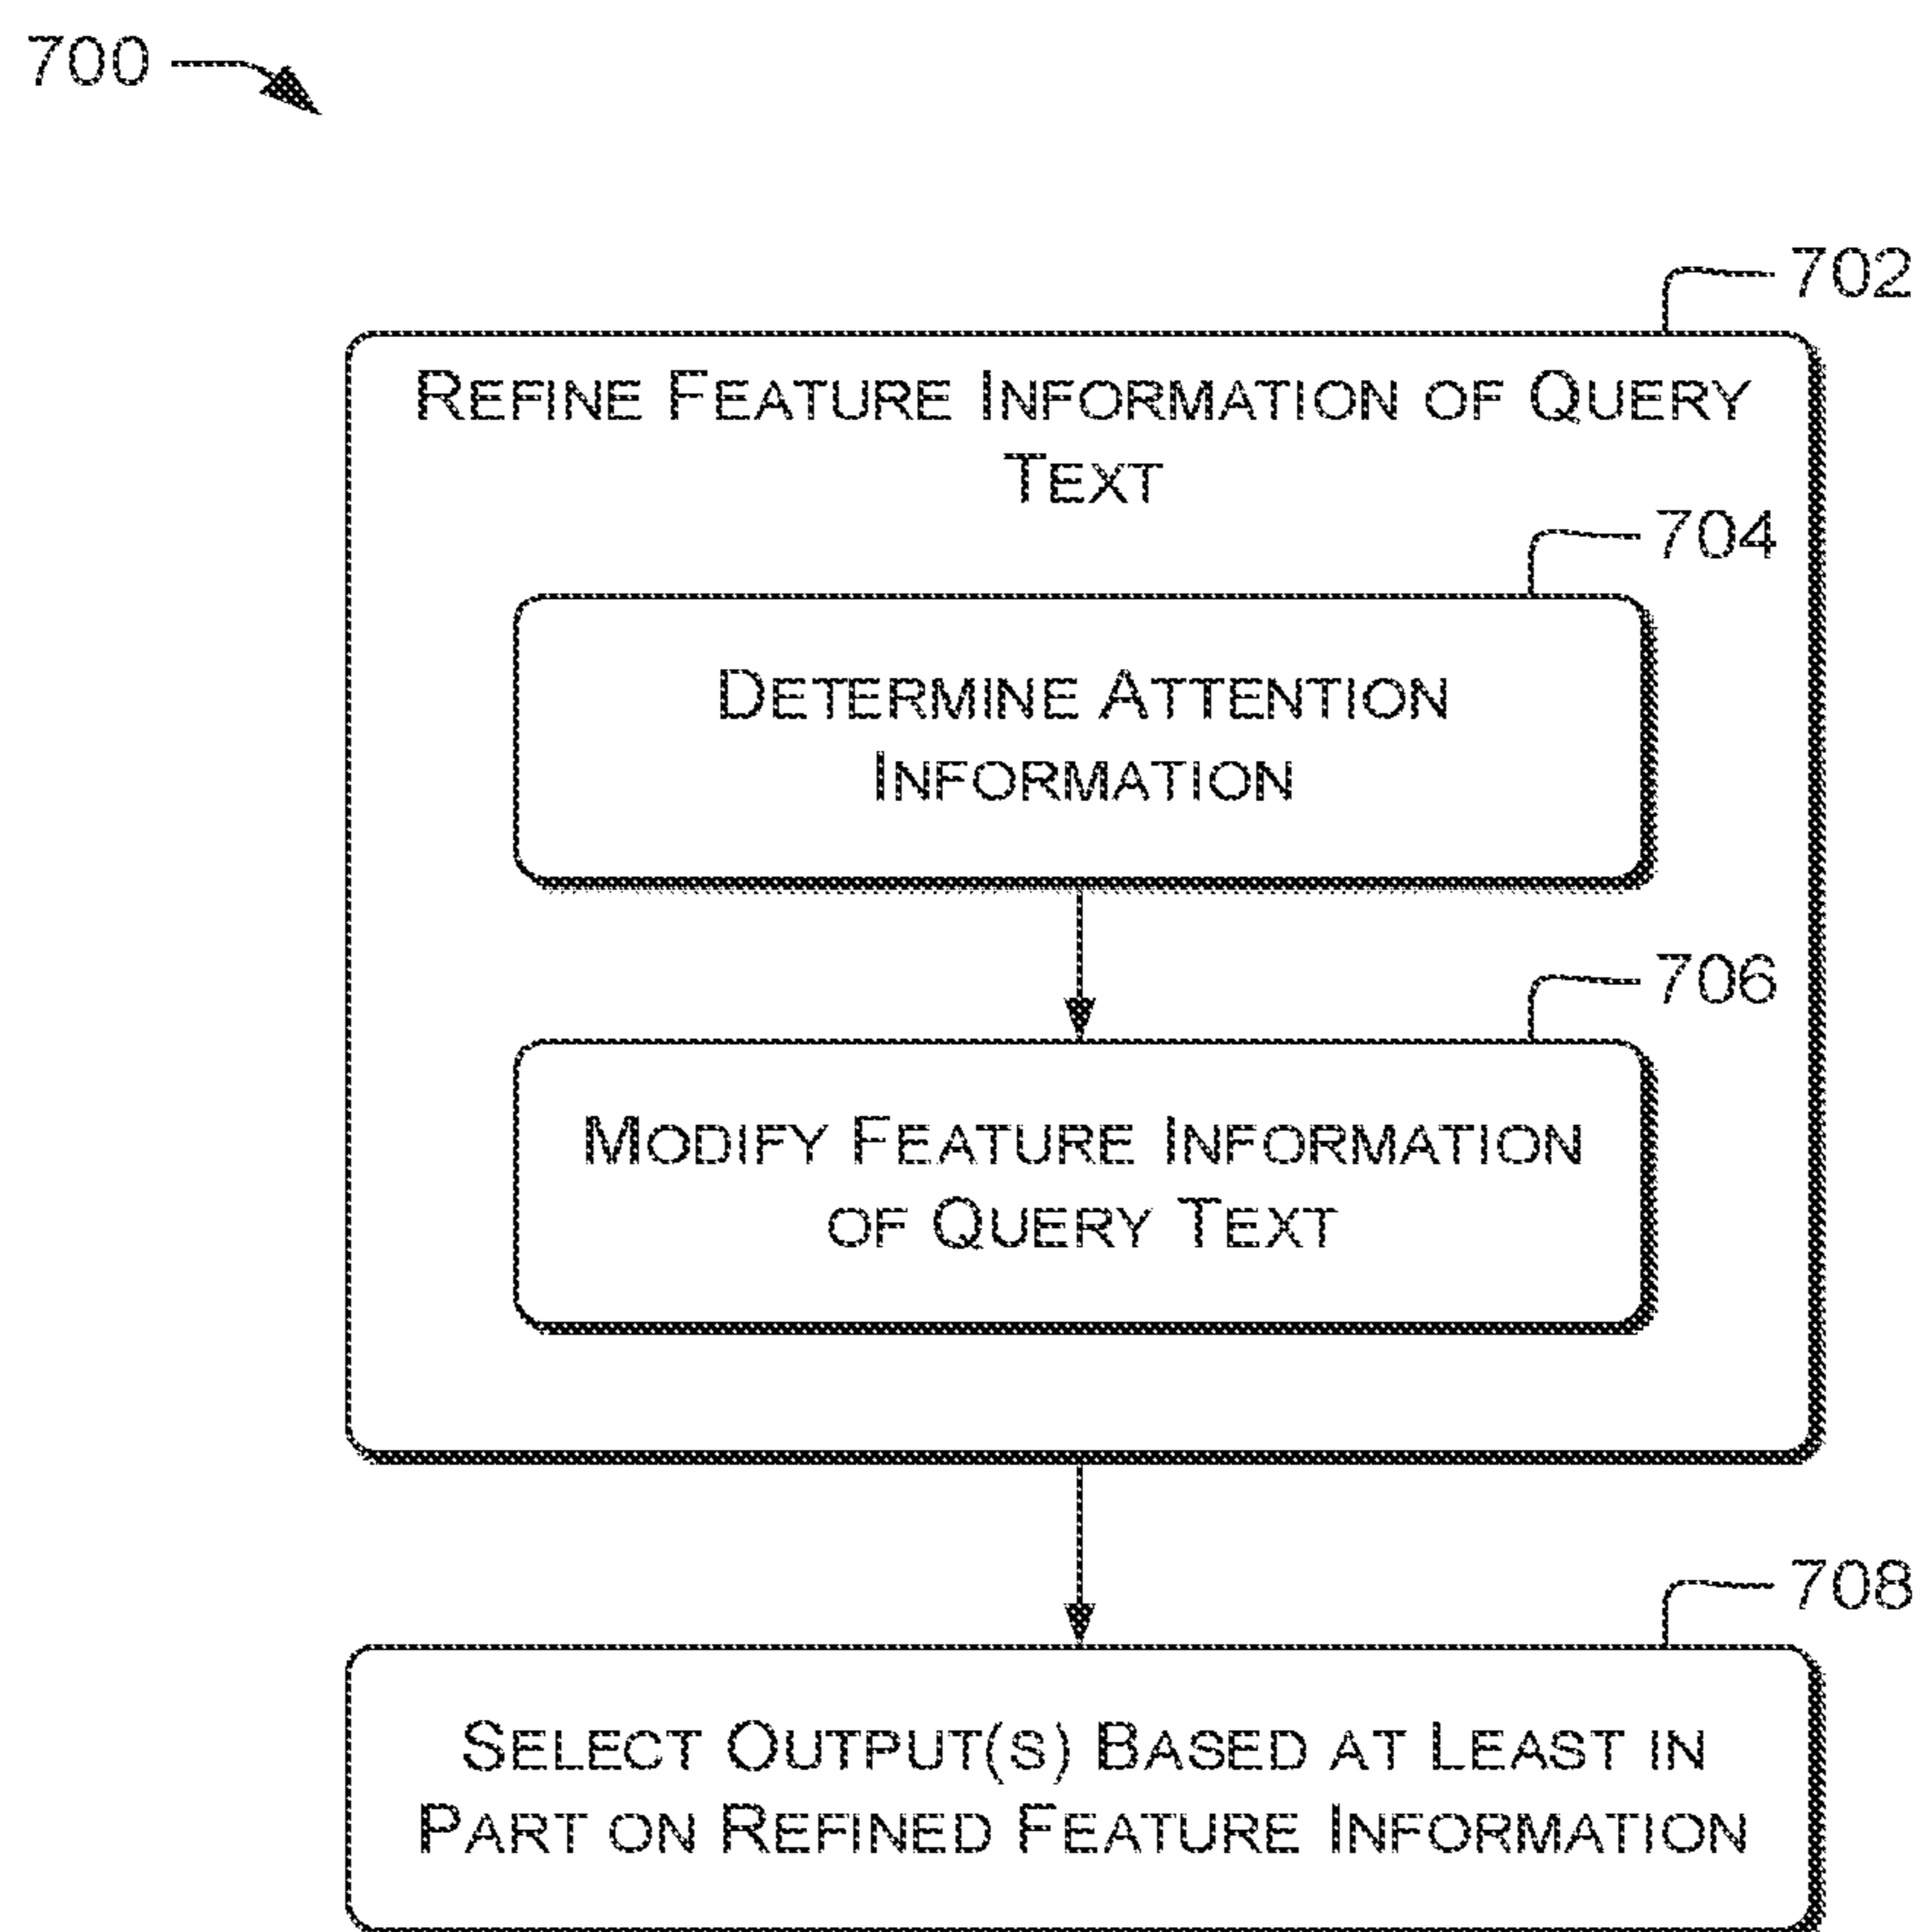 700
702
Refine Feature Information of Query
Text
704
Determine Attention
Information
706
Modify Feature Information
of Query Text
708
Select Output(s) Based at Least in
Part on Refined Feature Information